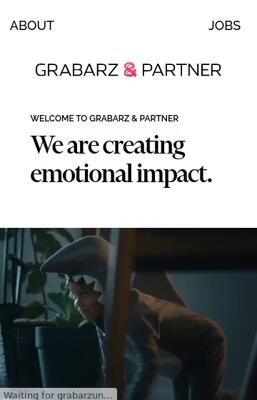 ABOUT
JOBS
GRABARZ & PARTNER
WELCOME TO GRABARZ & PARTNER
We are creating
emotional impact.
Waiting for grabarzun...